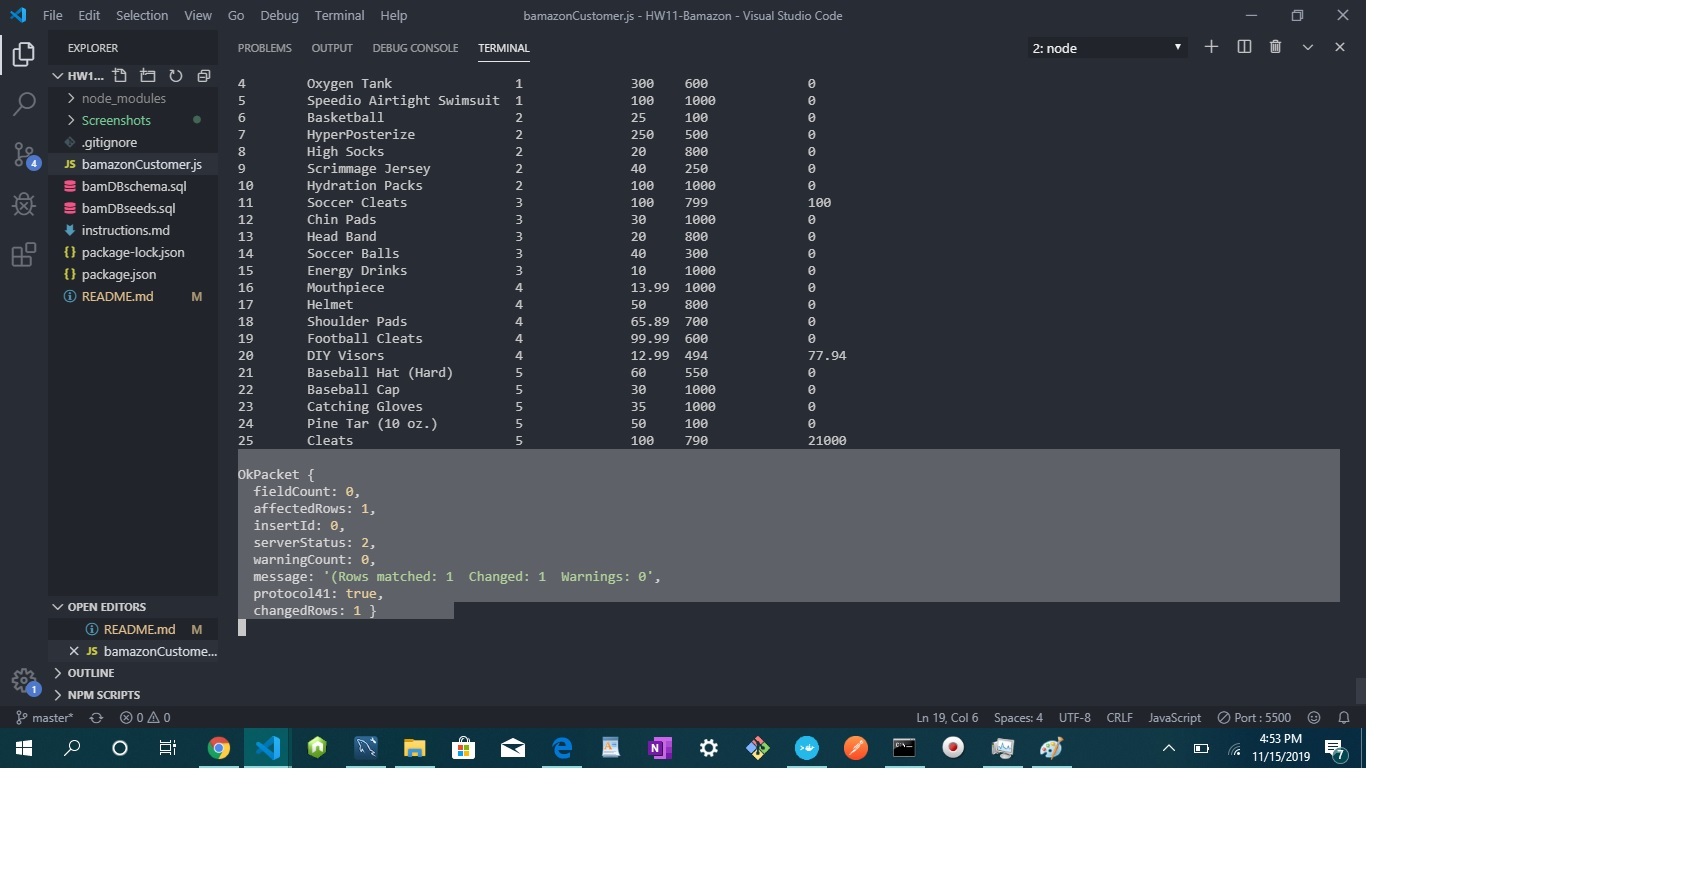 File Edit Selection View Go Debug Terminal Help bamazonCustomer.js - HW11-Bamazon - Visual Studio Code
EXPLORER
HW1...
node_modules
Screenshots
.gitignore
JS bamazonCustomer.js
bamDBschema.sql
bamDBseeds.sql
instructions.md
{} package-lock.json
{} package.json
README.md M
OPEN EDITORS
README.md M
JS bamazonCustome...
OUTLINE
NPM SCRIPTS
4
1
PROBLEMS OUTPUT DEBUG CONSOLE TERMINAL 2: node
4 Oxygen Tank 1 300 600 0
5 Speedio Airtight Swimsuit 1 100 1000 0
6 Basketball 2 25 100 0
7 HyperPosterize 2 250 500 0
8 High Socks 2 20 800 0
9 Scrimmage Jersey 2 40 250 0
10 Hydration Packs 2 100 1000 0
11 Soccer Cleats 3 100 799 100
12 Chin Pads 3 30 1000 0
13 Head Band 3 20 800 0
14 Soccer Balls 3 40 300 0
15 Energy Drinks 3 10 1000 0
16 Mouthpiece 4 13.99 1000 0
17 Helmet 4 50 800 0
18 Shoulder Pads 4 65.89 700 0
19 Football Cleats 4 99.99 600 0
20 DIY Visors 4 12.99 494 77.94
21 Baseball Hat (Hard) 5 60 550 0
22 Baseball Cap 5 30 1000 0
23 Catching Gloves 5 35 1000 0
24 Pine Tar (10 oz.) 5 50 100 0
25 Cleats 5 100 790 21000
OkPacket {
fieldCount: 0,
affectedRows: 1,
insertId: 0,
serverStatus: 2,
warningCount: 0,
message: '(Rows matched: 1 Changed: 1 Warnings: 0',
protocol41: true,
changedRows: 1 }
master* 0 0 Ln 19, Col 6 Spaces: 4 UTF-8 CRLF JavaScript Port : 5500
4:53 PM
11/15/2019
7